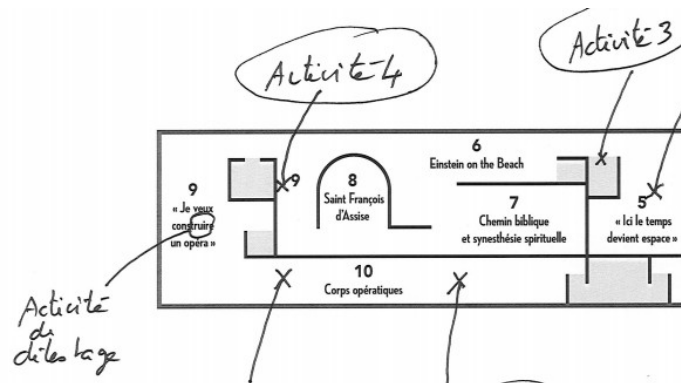 Activité 4
Activité 3
6
Einstein on the Beach
9
9
« Je veux
construire
un opéra »
8
Saint François
d'Assise
7
Chemin biblique
et synesthésie spirituelle
5
« Ici le temps
devient espace »
10
Corps opératiques
Activité
de